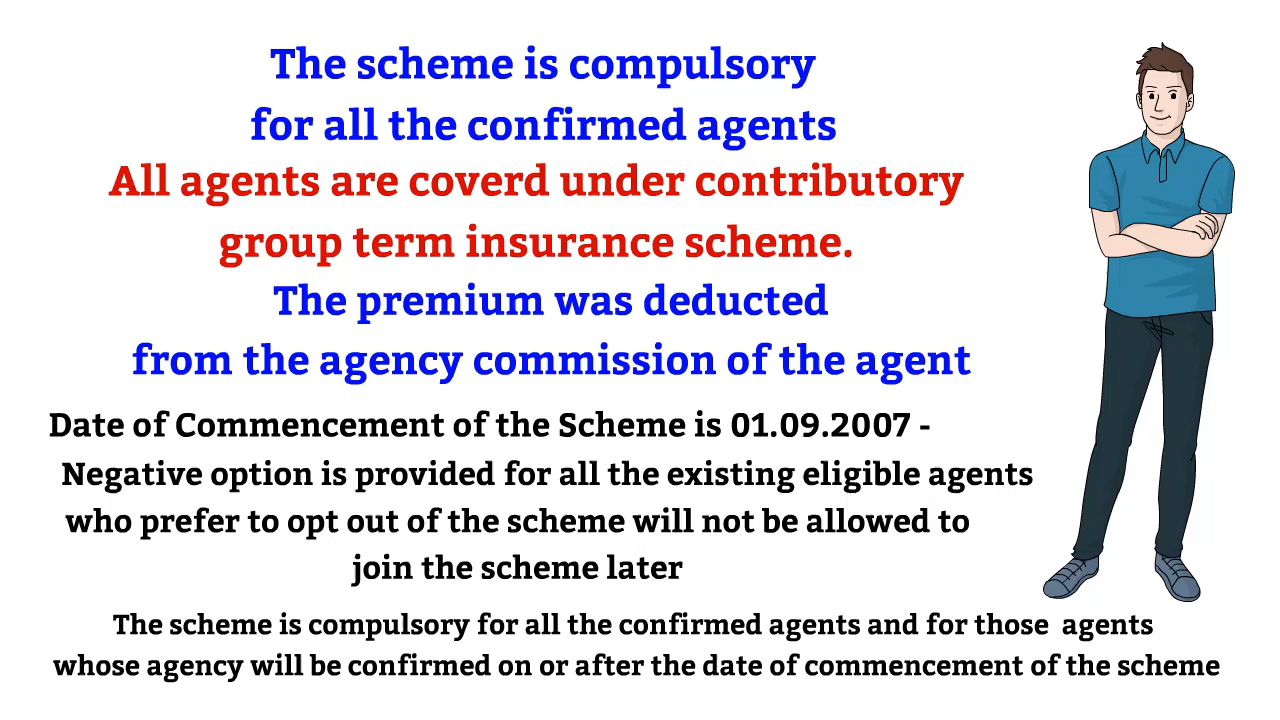 The scheme is compulsory
for all the confirmed agents
All agents are coverd under contributory
group term insurance scheme.
The premium was deducted
from the agency commission of the agent
Date of Commencement of the Scheme is 01.09.2007 -
Negative option is provided for all the existing eligible agents
who prefer to opt out of the scheme will not be allowed to
join the scheme later
The scheme is compulsory for all the confirmed agents and for those agents
whose agency will be confirmed on or after the date of commencement of the scheme